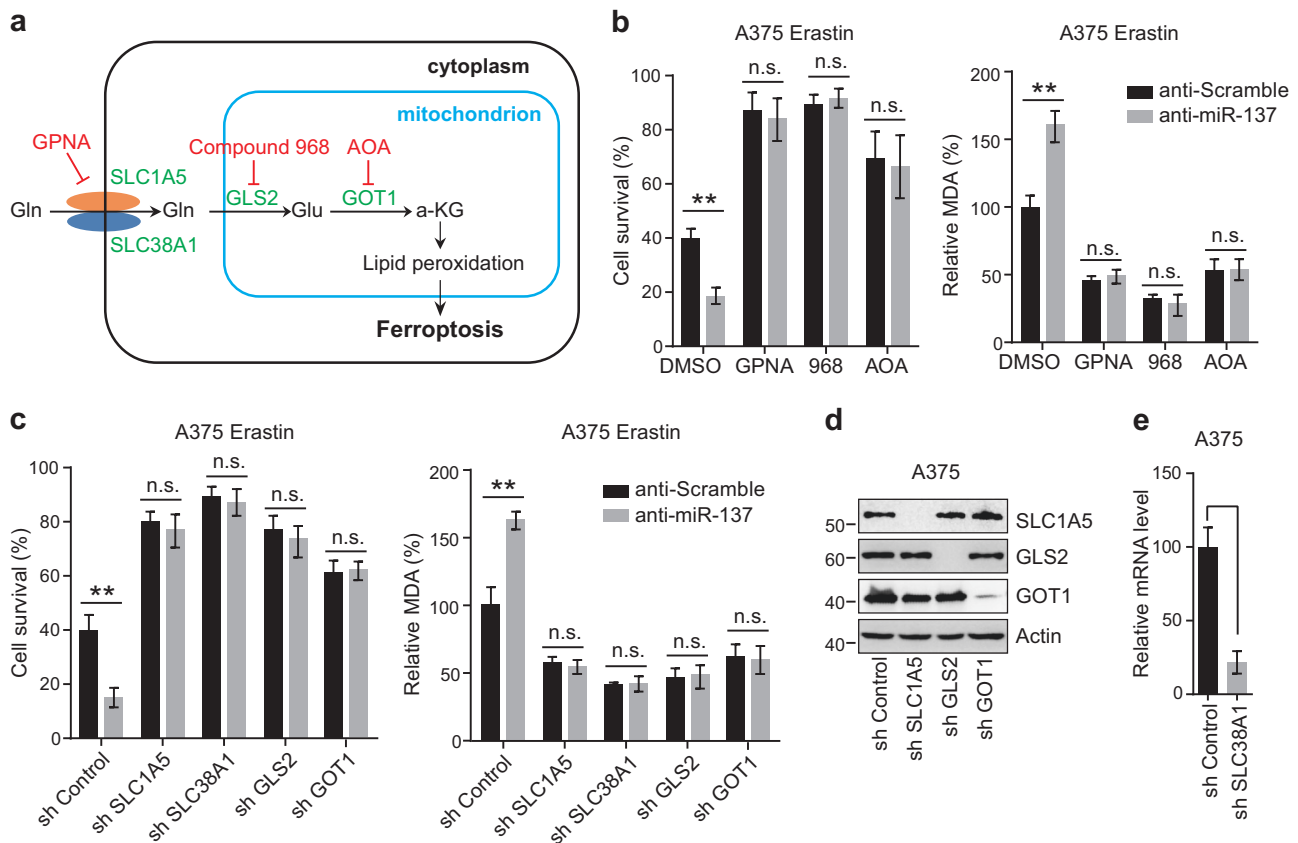 a
cytoplasm
mitochondrion
GPNA
Compound 968
AOA
SLC1A5
GLS2
GOT1
Gln
Gln
Glu
a-KG
SLC38A1
Lipid peroxidation
Ferroptosis
b
A375 Erastin
Cell survival (%)
100
80
60
40
20
0
**
n.s.
n.s.
n.s.
DMSO
GPNA
968
AOA
A375 Erastin
Relative MDA (%)
200
150
100
50
0
**
n.s.
n.s.
n.s.
anti-Scramble
anti-miR-137
DMSO
GPNA
968
AOA
c
A375 Erastin
Cell survival (%)
100
80
60
40
20
0
**
n.s.
n.s.
n.s.
n.s.
sh Control
sh SLC1A5
sh SLC38A1
sh GLS2
sh GOT1
A375 Erastin
Relative MDA (%)
200
150
100
50
0
**
n.s.
n.s.
n.s.
n.s.
anti-Scramble
anti-miR-137
sh Control
sh SLC1A5
sh SLC38A1
sh GLS2
sh GOT1
d
A375
50
SLC1A5
60
GLS2
40
GOT1
40
Actin
sh Control
sh SLC1A5
sh GLS2
sh GOT1
e
A375
Relative mRNA level
150
100
50
0
sh Control
sh SLC38A1